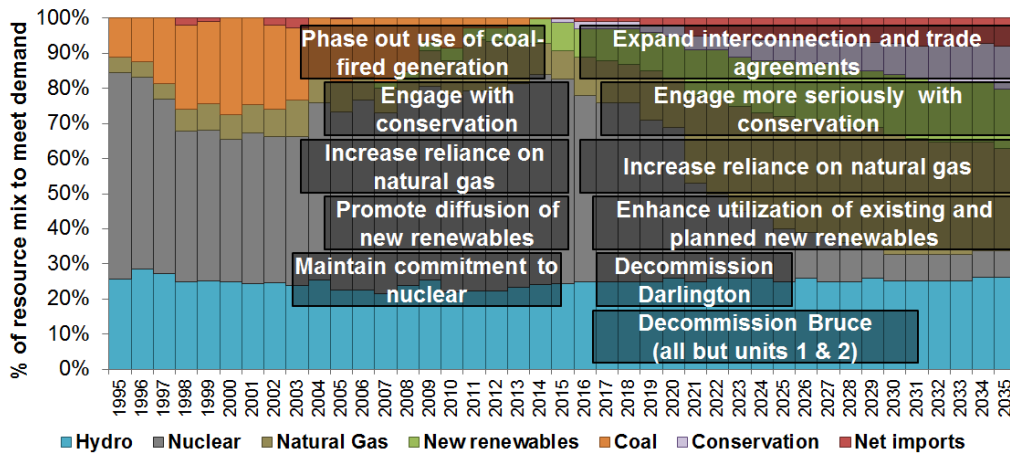 % of resource mix to meet demand
100%
90%
80%
70%
60%
50%
40%
30%
20%
10%
0%
Phase out use of coal-
fired generation
Expand interconnection and trade
agreements
Engage with
conservation
Engage more seriously with
conservation
Increase reliance on
natural gas
Increase reliance on natural gas
Promote diffusion of
new renewables
Enhance utilization of existing and
planned new renewables
Maintain commitment to
nuclear
Decommission
Darlington
Decommission Bruce
(all but units 1 & 2)
1995 1996 1997 1998 1999 2000 2001 2002 2003 2004 2005 2006 2007 2008 2009 2010 2011 2012 2013 2014 2015 2016 2017 2018 2019 2020 2021 2022 2023 2024 2025 2026 2027 2028 2029 2030 2031 2032 2033 2034 2035
Hydro Nuclear Natural Gas New renewables Coal Conservation Net imports